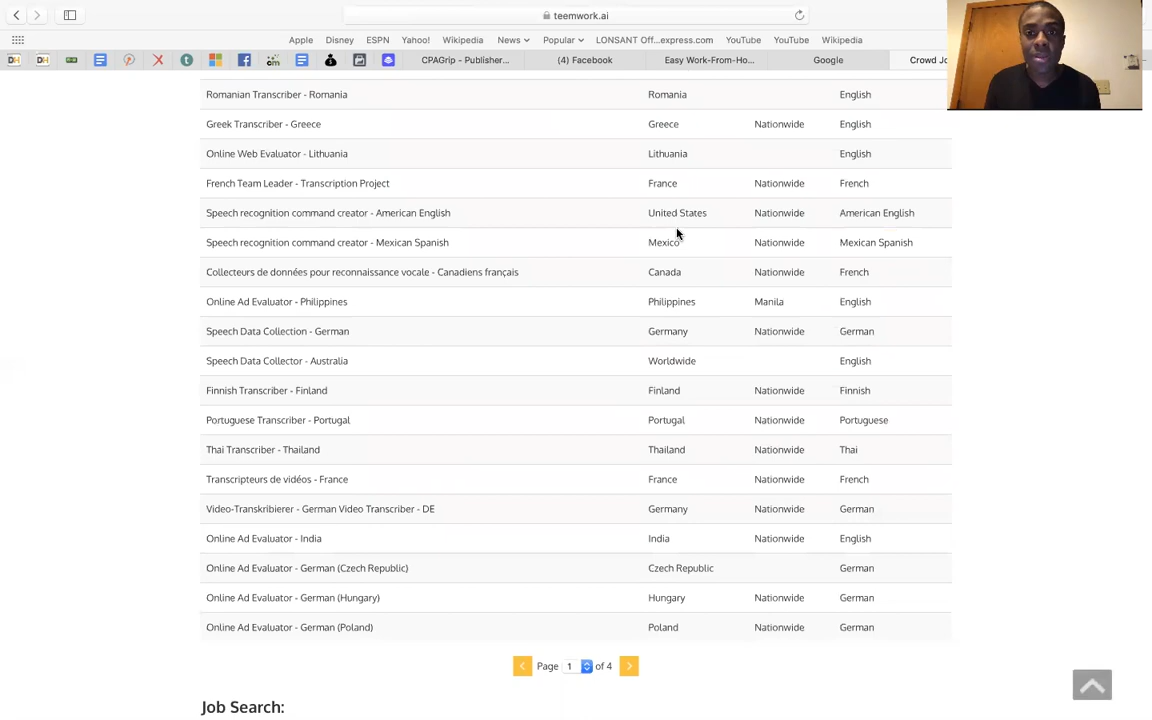 teemwork.ai
Apple Disney ESPN Yahoo! Wikipedia News Popular LONSANT Off...express.com YouTube YouTube Wikipedia
CPAGrip - Publisher... (4) Facebook Easy Work-From-Ho... Google Crowd Jo
Romanian Transcriber - Romania Romania English
Greek Transcriber - Greece Greece Nationwide English
Online Web Evaluator - Lithuania Lithuania English
French Team Leader - Transcription Project France Nationwide French
Speech recognition command creator - American English United States Nationwide American English
Speech recognition command creator - Mexican Spanish Mexico Nationwide Mexican Spanish
Collecteurs de données pour reconnaissance vocale - Canadiens français Canada Nationwide French
Online Ad Evaluator - Philippines Philippines Manila English
Speech Data Collection - German Germany Nationwide German
Speech Data Collector - Australia Worldwide English
Finnish Transcriber - Finland Finland Nationwide Finnish
Portuguese Transcriber - Portugal Portugal Nationwide Portuguese
Thai Transcriber - Thailand Thailand Nationwide Thai
Transcripteurs de vidéos - France France Nationwide French
Video-Transkribierer - German Video Transcriber - DE Germany Nationwide German
Online Ad Evaluator - India India Nationwide English
Online Ad Evaluator - German (Czech Republic) Czech Republic German
Online Ad Evaluator - German (Hungary) Hungary Nationwide German
Online Ad Evaluator - German (Poland) Poland Nationwide German
Page 1 of 4
Job Search: